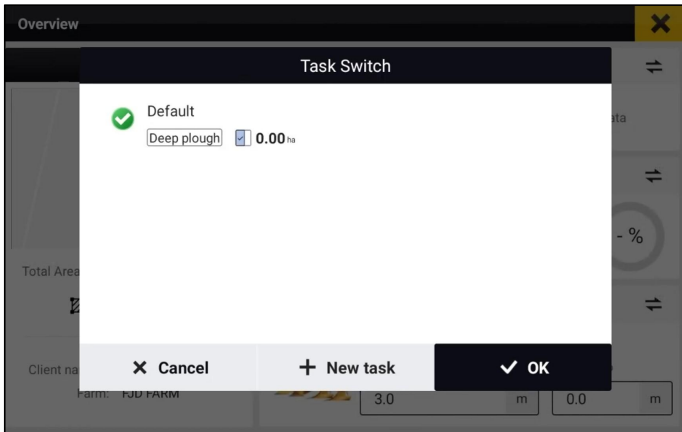 Overview
Task Switch
Default
Deep plough 0.00 ha
ata
- %
Total Area
Client na
Farm: FJD FARM
3.0 m 0.0 m
Cancel
New task
OK